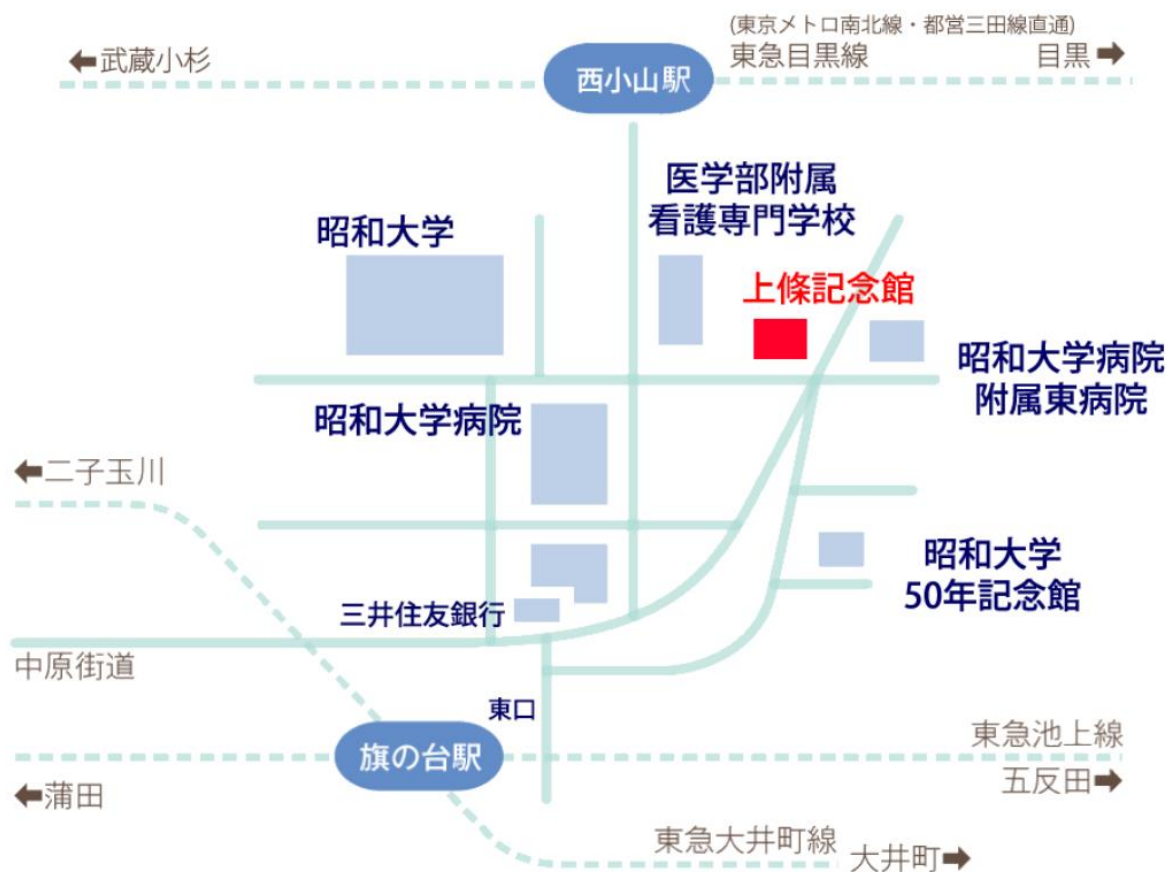 (東京メトロ南北線・都営三田線直通)
⬅武蔵小杉
西小山駅
東急目黒線
目黒➡
医学部附属
看護専門学校
昭和大学
上條記念館
昭和大学病院
附属東病院
昭和大学病院
⬅二子玉川
昭和大学
50年記念館
三井住友銀行
中原街道
東口
旗の台駅
東急池上線
五反田➡
⬅蒲田
東急大井町線
大井町➡